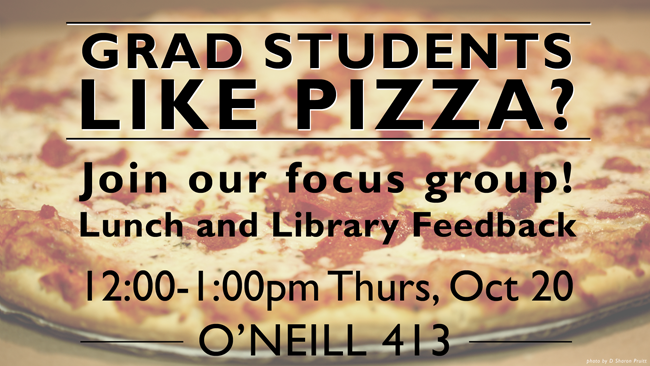 GRAD STUDENTS
LIKE PIZZA?
Join our focus group!
Lunch and Library Feedback
12:00-1:00pm Thurs, Oct 20
O'NEILL 413
photo by D Sharon Pruitt